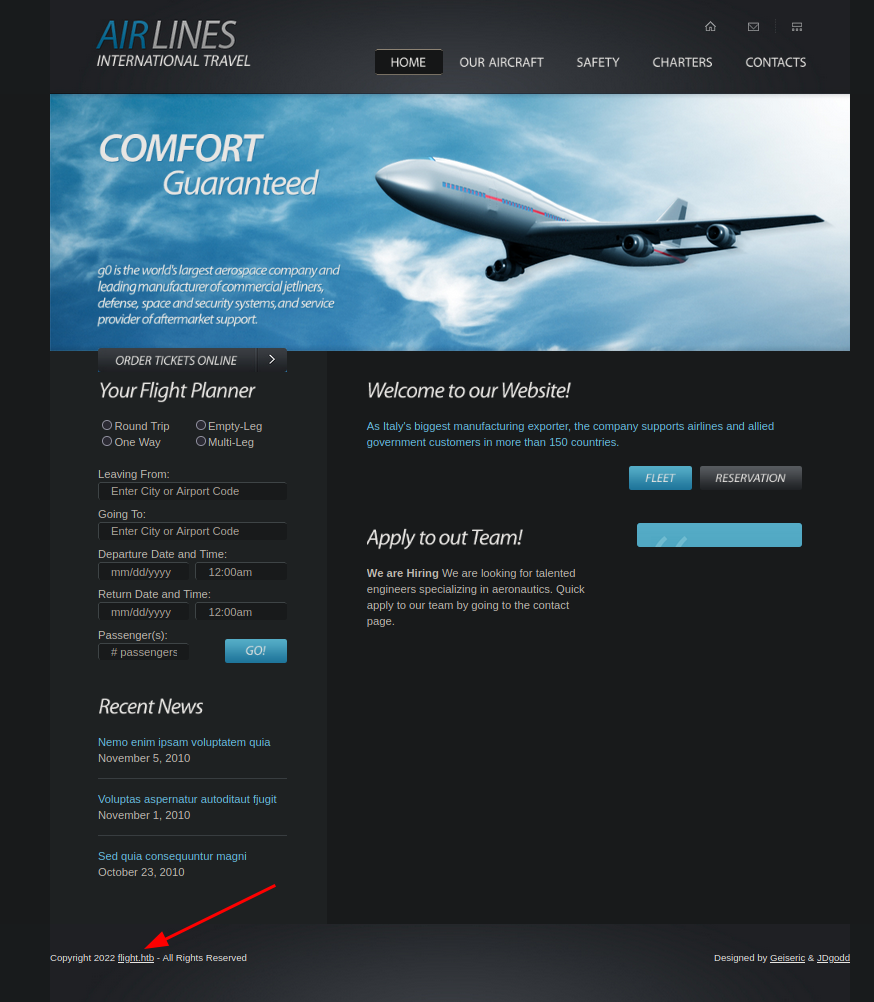 AIRLINES
INTERNATIONAL TRAVEL
HOME OUR AIRCRAFT SAFETY CHARTERS CONTACTS
COMFORT
Guaranteed
g0 is the world's largest aerospace company and
leading manufacturer of commercial jetliners,
defense, space and security systems, and service
provider of aftermarket support.
ORDER TICKETS ONLINE
Your Flight Planner
Round Trip Empty-Leg
One Way Multi-Leg
Leaving From:
Enter City or Airport Code
Going To:
Enter City or Airport Code
Departure Date and Time:
mm/dd/yyyy 12:00am
Return Date and Time:
mm/dd/yyyy 12:00am
Passenger(s):
# passengers
GO!
Recent News
Nemo enim ipsam voluptatem quia
November 5, 2010
Voluptas aspernatur autoditaut fjugit
November 1, 2010
Sed quia consequuntur magni
October 23, 2010
Welcome to our Website!
As Italy's biggest manufacturing exporter, the company supports airlines and allied
government customers in more than 150 countries.
FLEET RESERVATION
Apply to out Team!
We are Hiring We are looking for talented
engineers specializing in aeronautics. Quick
apply to our team by going to the contact
page.
Copyright 2022 flight.htb - All Rights Reserved
Designed by Geiseric & JDgodd